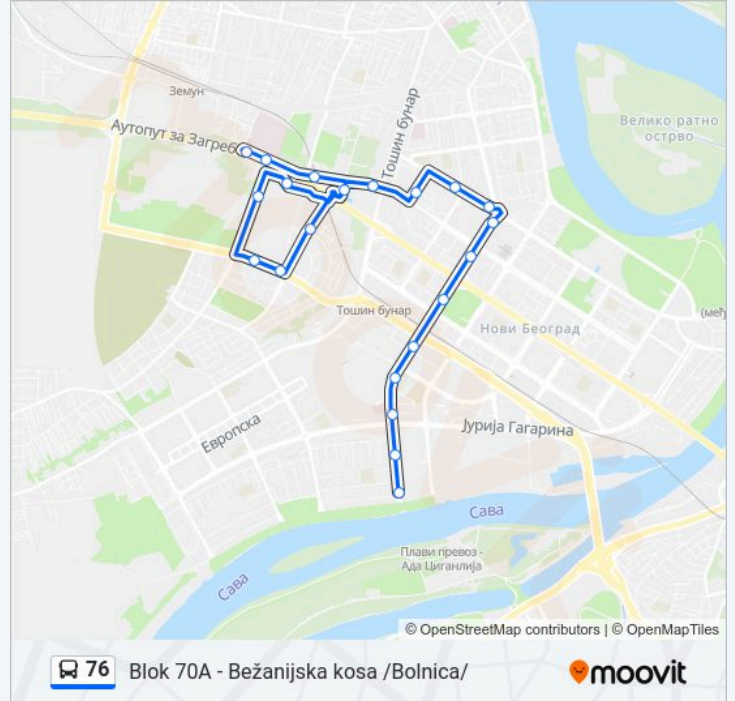 Земун
Аутопут за Загреб
Тошин бунар
Велико ратно
острво
Тошин бунар
Нови Београд
(међ
Европска
Јурија Гагарина
Сава
Плави превоз -
Ада Циганлија
Сава
© OpenStreetMap contributors | © OpenMapTiles
76 Blok 70A - Bežanijska kosa /Bolnica/
moovit